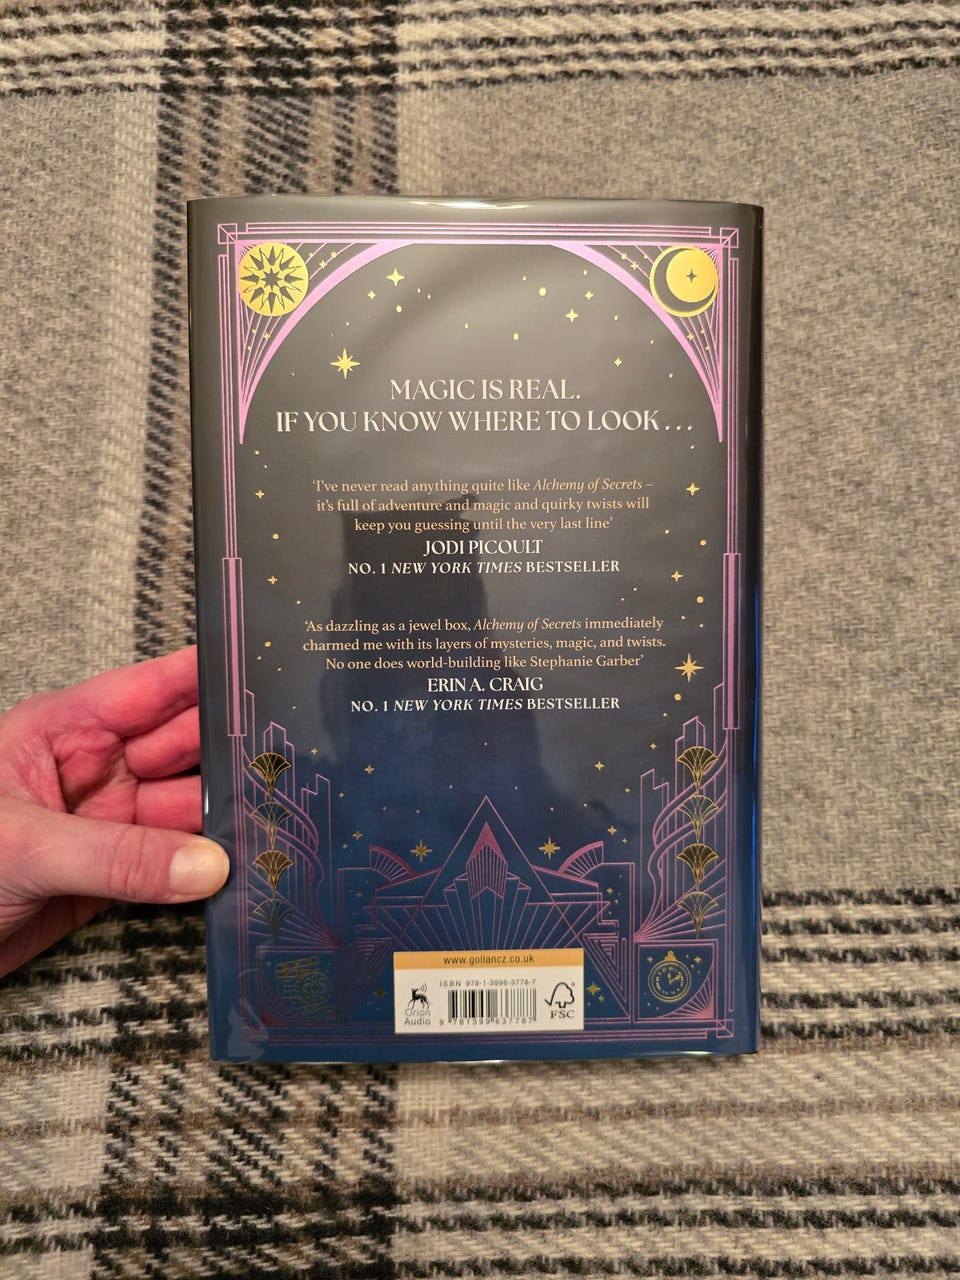 MAGIC IS REAL.
IF YOU KNOW WHERE TO LOOK...
‘I’ve never read anything quite like Alchemy of Secrets –
it’s full of adventure and magic and quirky twists will
keep you guessing until the very last line’
JODI PICOULT
NO. 1 NEW YORK TIMES BESTSELLER
‘As dazzling as a jewel box, Alchemy of Secrets immediately
charmed me with its layers of mysteries, magic, and twists.
No one does world-building like Stephanie Garber’
ERIN A. CRAIG
NO. 1 NEW YORK TIMES BESTSELLER
www.gollancz.co.uk
ISBN 978-1-3996-3778-7
Orion
Audio
9 781399 637787
FSC